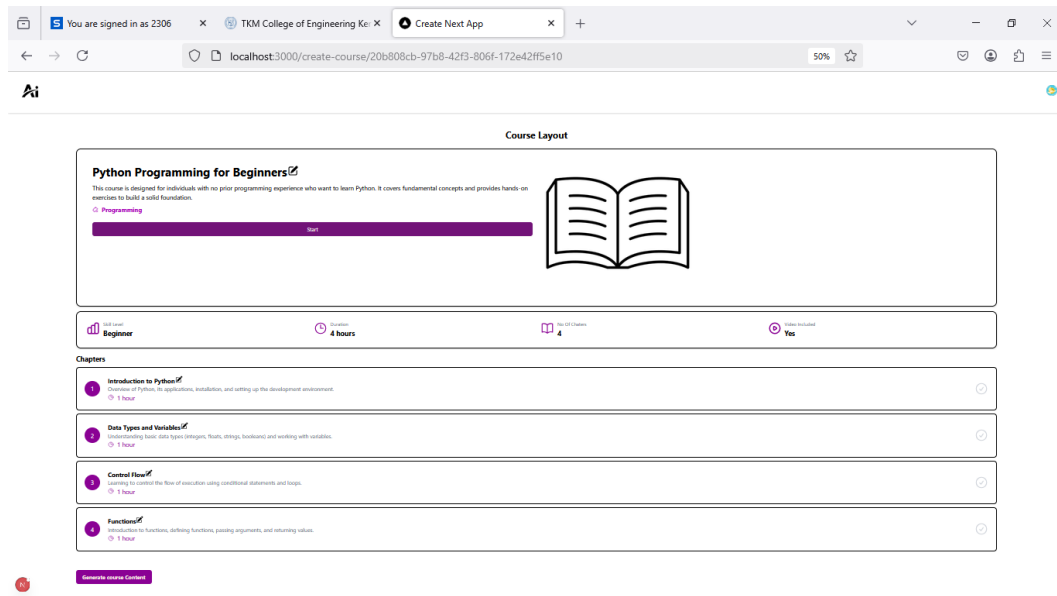 You are signed in as 2306
TKM College of Engineering Ker
Create Next App
localhost:3000/create-course/20b808cb-97b8-42f3-806f-172e42ff5e10
50%
Ai
Course Layout
Python Programming for Beginners
This course is designed for individuals with no prior programming experience who want to learn Python. It covers fundamental concepts and provides hands-on
exercises to build a solid foundation.
Programming
Start
Skill Level
Beginner
Duration
4 hours
No Of Chaters
4
Video Included
Yes
Chapters
1
Introduction to Python
Overview of Python, its applications, installation, and setting up the development environment.
1 hour
2
Data Types and Variables
Understanding basic data types (integers, floats, strings, booleans) and working with variables.
1 hour
3
Control Flow
Learning to control the flow of execution using conditional statements and loops.
1 hour
4
Functions
Introduction to functions, defining functions, passing arguments, and returning values.
1 hour
Generate course Content
N